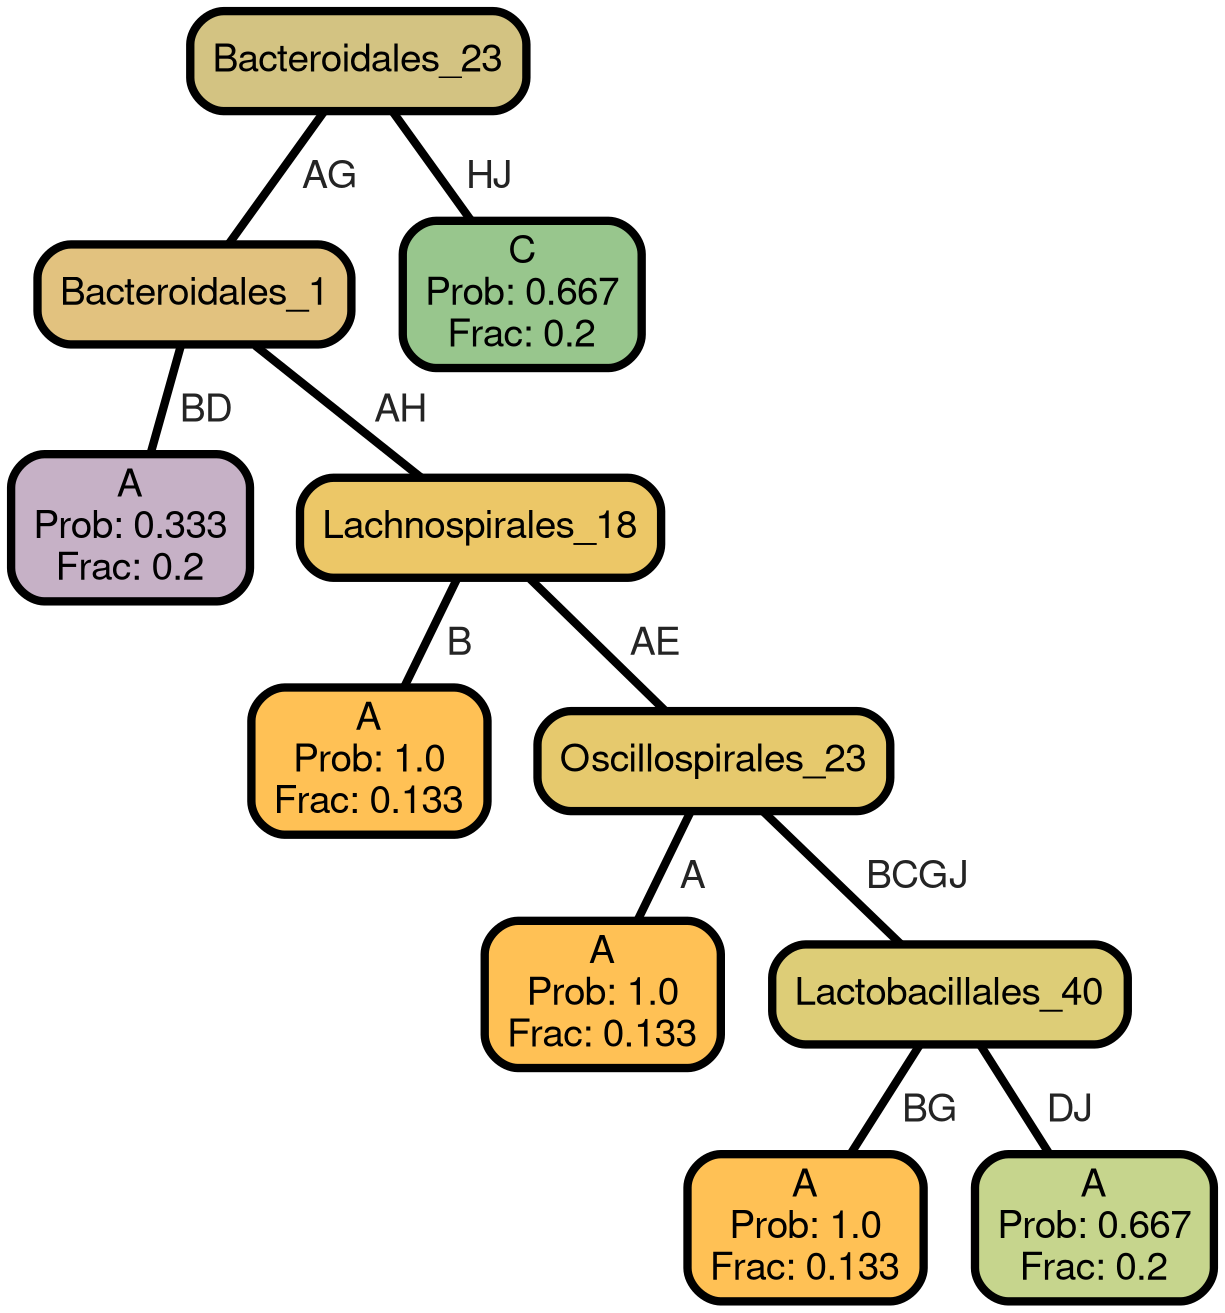 Bacteroidales_23
AG
HJ
Bacteroidales_1
C
Prob: 0.667
Frac: 0.2
BD
AH
A
Prob: 0.333
Frac: 0.2
Lachnospirales_18
B
AE
A
Prob: 1.0
Frac: 0.133
Oscillospirales_23
A
BCGJ
A
Prob: 1.0
Frac: 0.133
Lactobacillales_40
BG
DJ
A
Prob: 1.0
Frac: 0.133
A
Prob: 0.667
Frac: 0.2